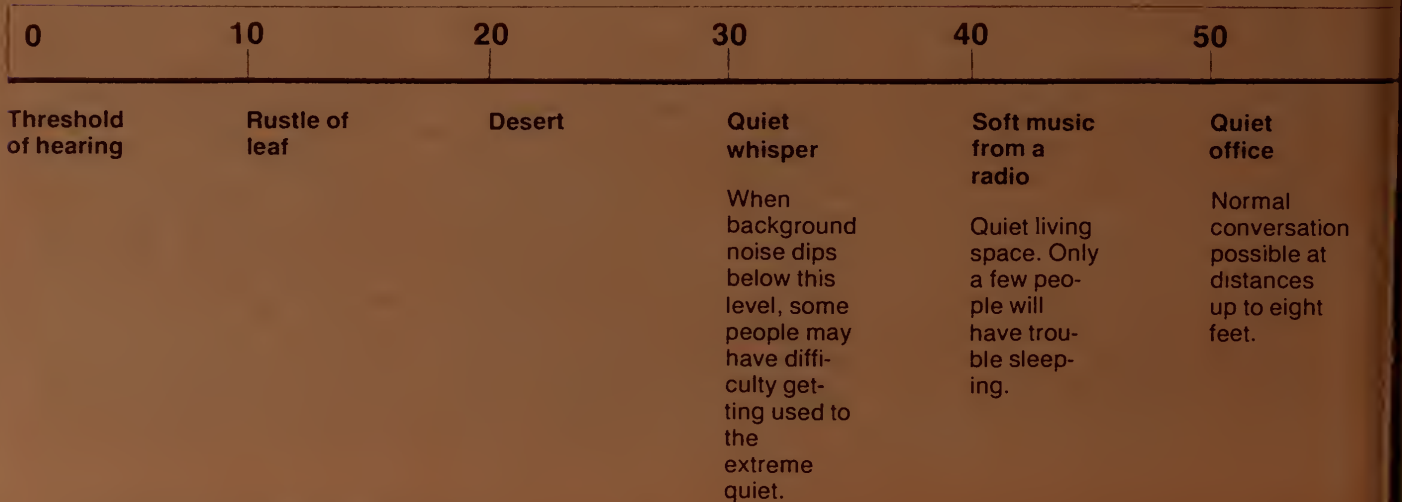 0 10 20 30 40 50
Threshold
of hearing
Rustle of
leaf
Desert
Quiet
whisper
When
background
noise dips
below this
level, some
people may
have diffi-
culty get-
ting used to
the
extreme
quiet.
Soft music
from a
radio
Quiet living
space. Only
a few peo-
ple will
have trou-
ble sleep-
ing.
Quiet
office
Normal
conversation
possible at
distances
up to eight
feet.